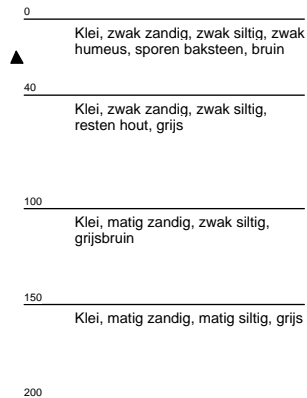 0
Klei, zwak zandig, zwak siltig, zwak
humeus, sporen baksteen, bruin
40
Klei, zwak zandig, zwak siltig,
resten hout, grijs
100
Klei, matig zandig, zwak siltig,
grijsbruin
150
Klei, matig zandig, matig siltig, grijs
200